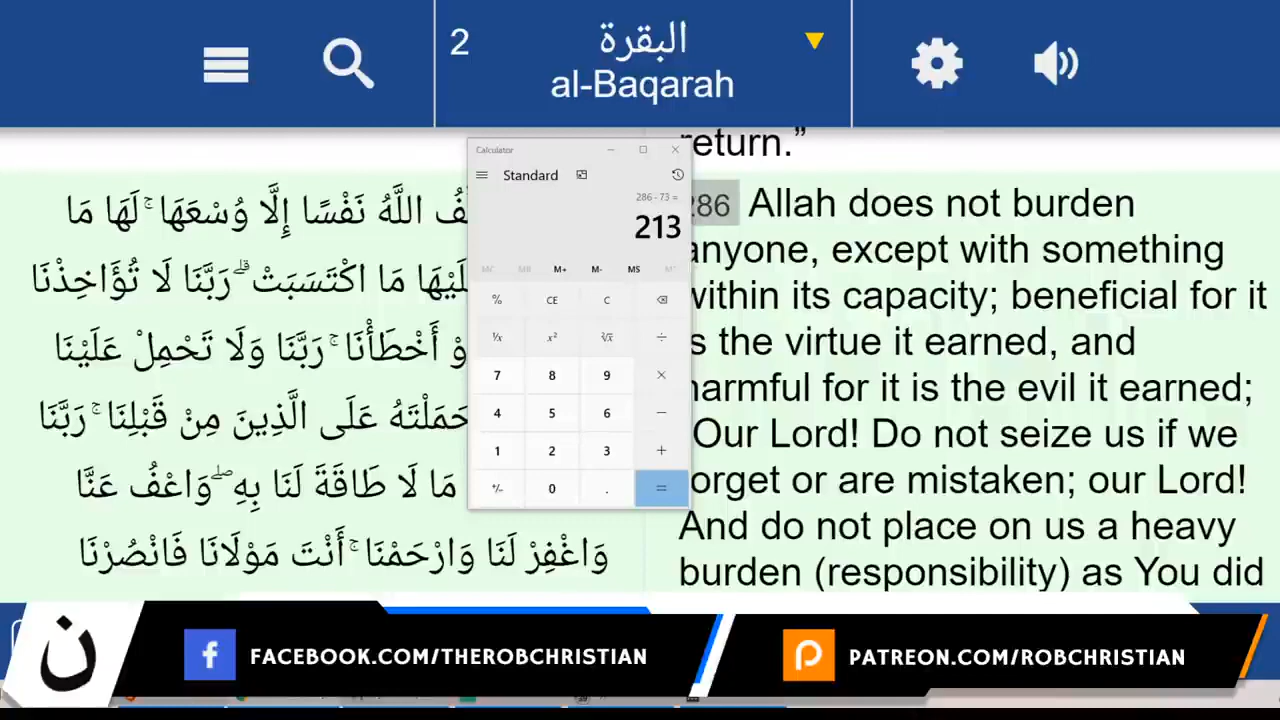 2
البقرة
al-Baqarah
return.”
286 Allah does not burden
anyone, except with something
within its capacity; beneficial for it
is the virtue it earned, and
harmful for it is the evil it earned;
“Our Lord! Do not seize us if we
forget or are mistaken; our Lord!
And do not place on us a heavy
burden (responsibility) as You did
اللَّهُ نَفْسًا إِلَّا وُسْعَهَا ۚ لَهَا مَا
مَا اكْتَسَبَتْ ۗ رَبَّنَا لَا تُؤَاخِذْنَا
أَخْطَأْنَا ۚ رَبَّنَا وَلَا تَحْمِلْ عَلَيْنَا
حَمَلْتَهُ عَلَى الَّذِينَ مِنْ قَبْلِنَا ۚ رَبَّنَا
مَا لَا طَاقَةَ لَنَا بِهِ ۖ وَاعْفُ عَنَّا
وَاغْفِرْ لَنَا وَارْحَمْنَا ۚ أَنْتَ مَوْلَانَا فَانْصُرْنَا
Calculator
Standard
286 - 73 =
213
M+ M- MS
% CE C
¹/x x² ÷
7 8 9 ×
4 5 6 −
1 2 3 +
+/− 0 . =
ن
FACEBOOK.COM/THEROBCHRISTIAN
PATREON.COM/ROBCHRISTIAN